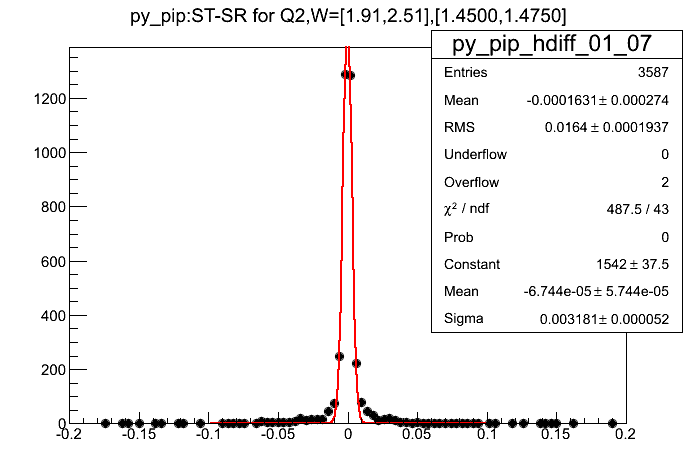 py_pip:ST-SR for Q2,W=[1.91,2.51],[1.4500,1.4750]
py_pip_hdiff_01_07
Entries 3587
Mean -0.0001631± 0.000274
RMS 0.0164 ± 0.0001937
Underflow 0
Overflow 2
χ² / ndf 487.5 / 43
Prob 0
Constant 1542 ± 37.5
Mean -6.744e-05 ± 5.744e-05
Sigma 0.003181± 0.000052
1200
1000
800
600
400
200
0
-0.2 -0.15 -0.1 -0.05 0 0.05 0.1 0.15 0.2